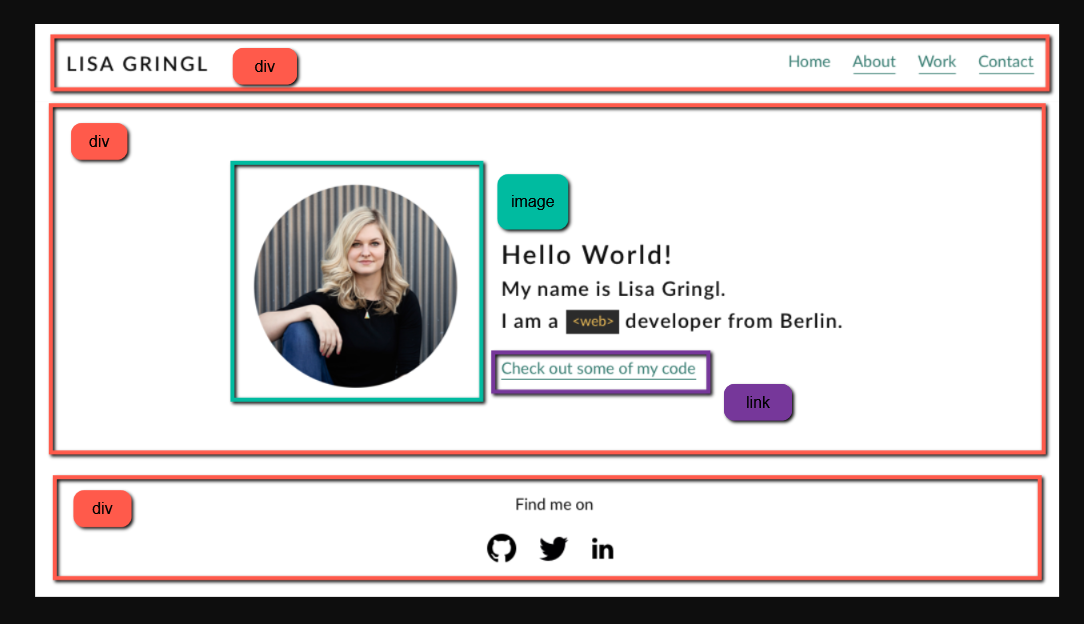 LISA GRINGL div Home About Work Contact
div
image
Hello World!
My name is Lisa Gringl.
I am a <web> developer from Berlin.
Check out some of my code
link
div
Find me on
in